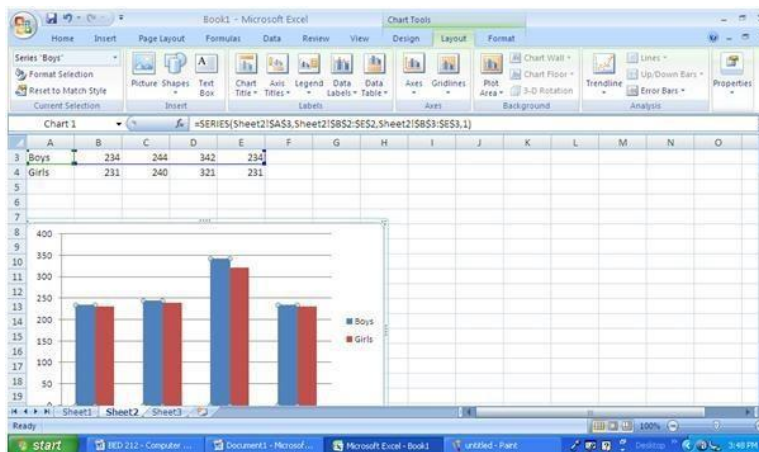 Book1 - Microsoft Excel
Chart Tools
Home Insert Page Layout Formulas Data Review View Design Layout Format
Series "Boys"
Format Selection
Reset to Match Style
Current Selection
Picture Shapes Text Box
Insert
Chart Title Axis Titles Legend Data Labels Data Table
Labels
Axes Gridlines
Axes
Plot Area
Chart Wall
Chart Floor
3-D Rotation
Background
Trendline
Lines
Up/Down Bars
Error Bars
Analysis
Properties
Chart 1
fx =SERIES(Sheet2!$A$3,Sheet2!$B$2:$E$2,Sheet2!$B$3:$E$3,1)
A B C D E F G H I J K L M N O
3 Boys 234 244 342 234
4 Girls 231 240 321 231
5
6
7
8
9
10
11
12
13
14
15
16
17
18
19
400
350
300
250
200
150
100
50
0
Boys
Girls
Sheet1 Sheet2 Sheet3
Ready
100%
start
BED 212 - Computer ...
Document1 - Microsof...
Microsoft Excel - Book1
untitled - Paint
Desktop
3:48 PM